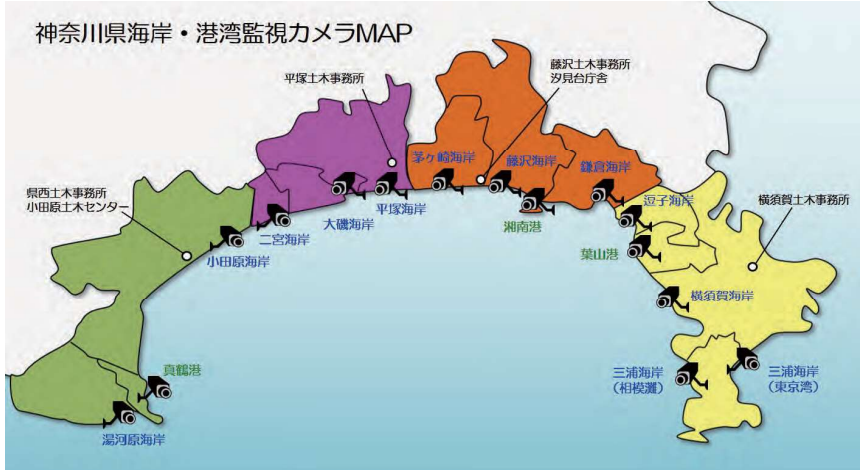 神奈川県海岸・港湾監視カメラMAP
藤沢土木事務所
汐見台庁舎
平塚土木事務所
茅ヶ崎海岸
藤沢海岸
鎌倉海岸
県西土木事務所
小田原土木センター
大磯海岸
平塚海岸
逗子海岸
横須賀土木事務所
二宮海岸
湘南港
葉山港
小田原海岸
横須賀海岸
真鶴港
三浦海岸
(相模灘)
三浦海岸
(東京湾)
湯河原海岸